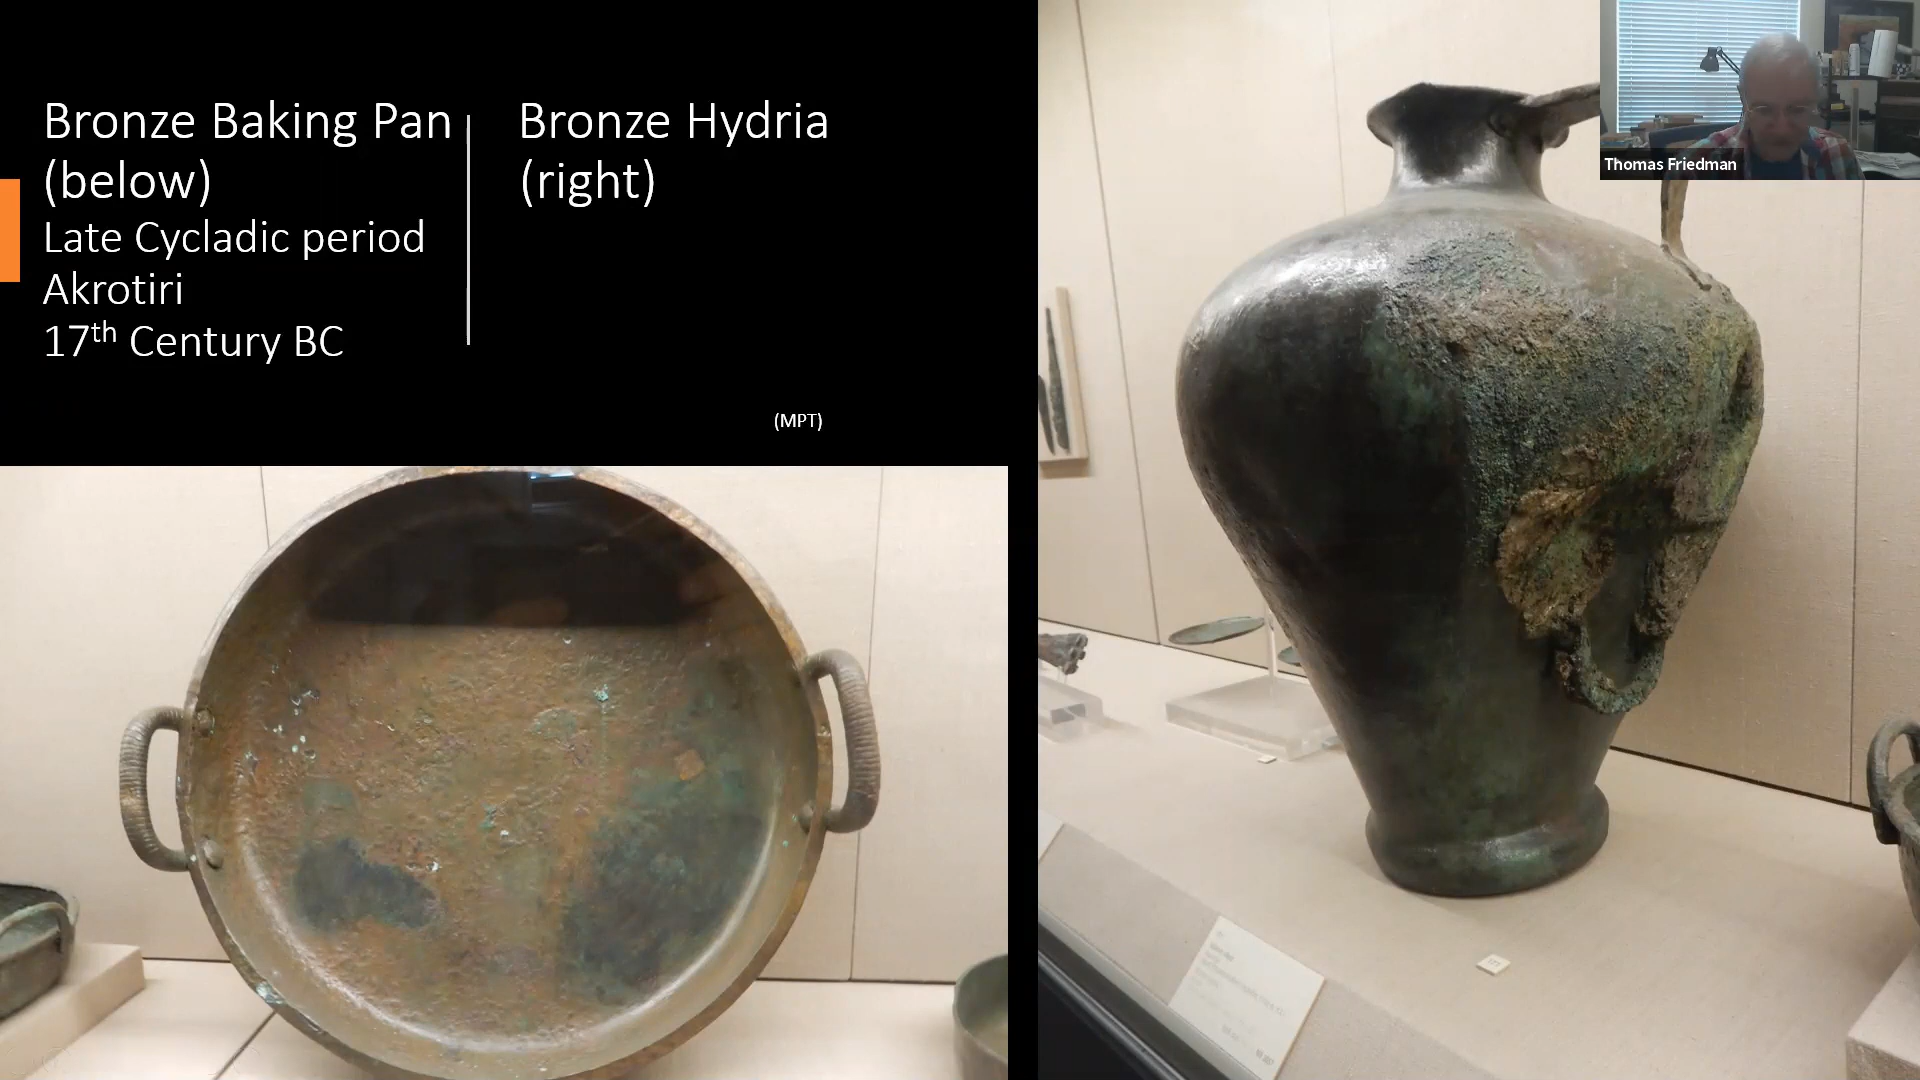 Bronze Baking Pan
(below)
Late Cycladic period
Akrotiri
17th Century BC
Bronze Hydria
(right)
(MPT)
Thomas Friedman